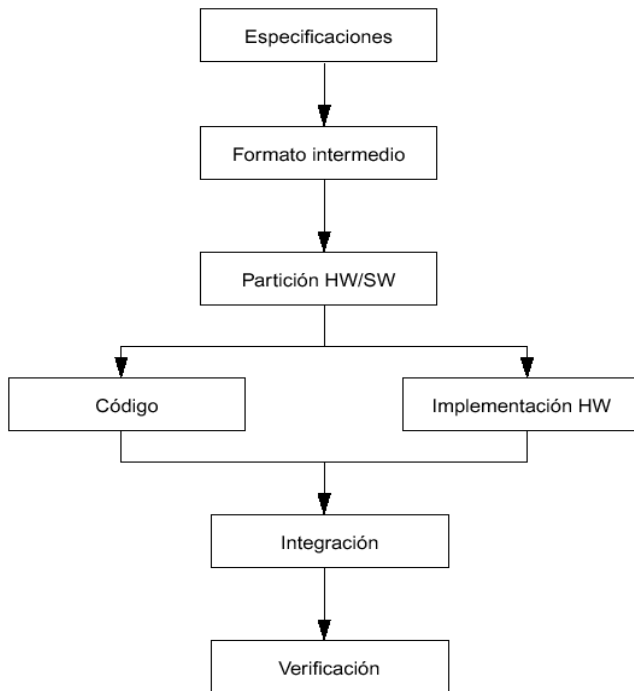 Especificaciones
Formato intermedio
Partición HW/SW
Código
Implementación HW
Integración
Verificación